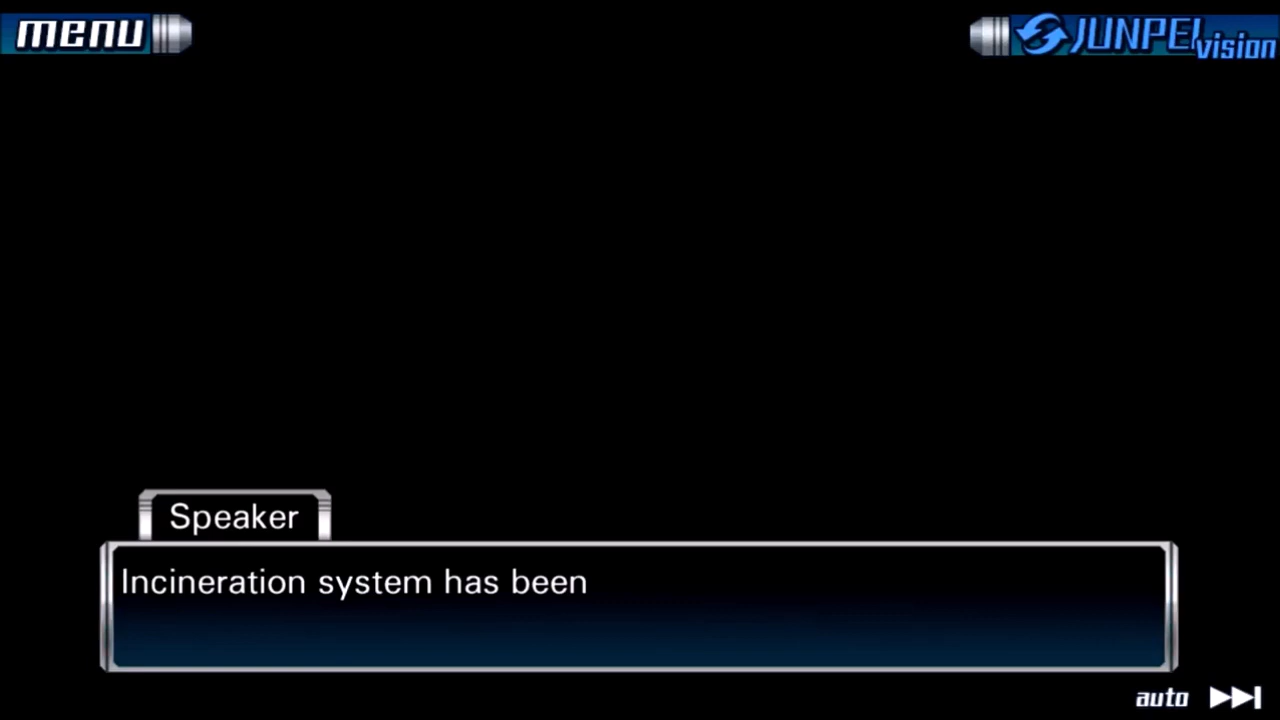 menu
JUNPEI
vision
Speaker
Incineration system has been
auto